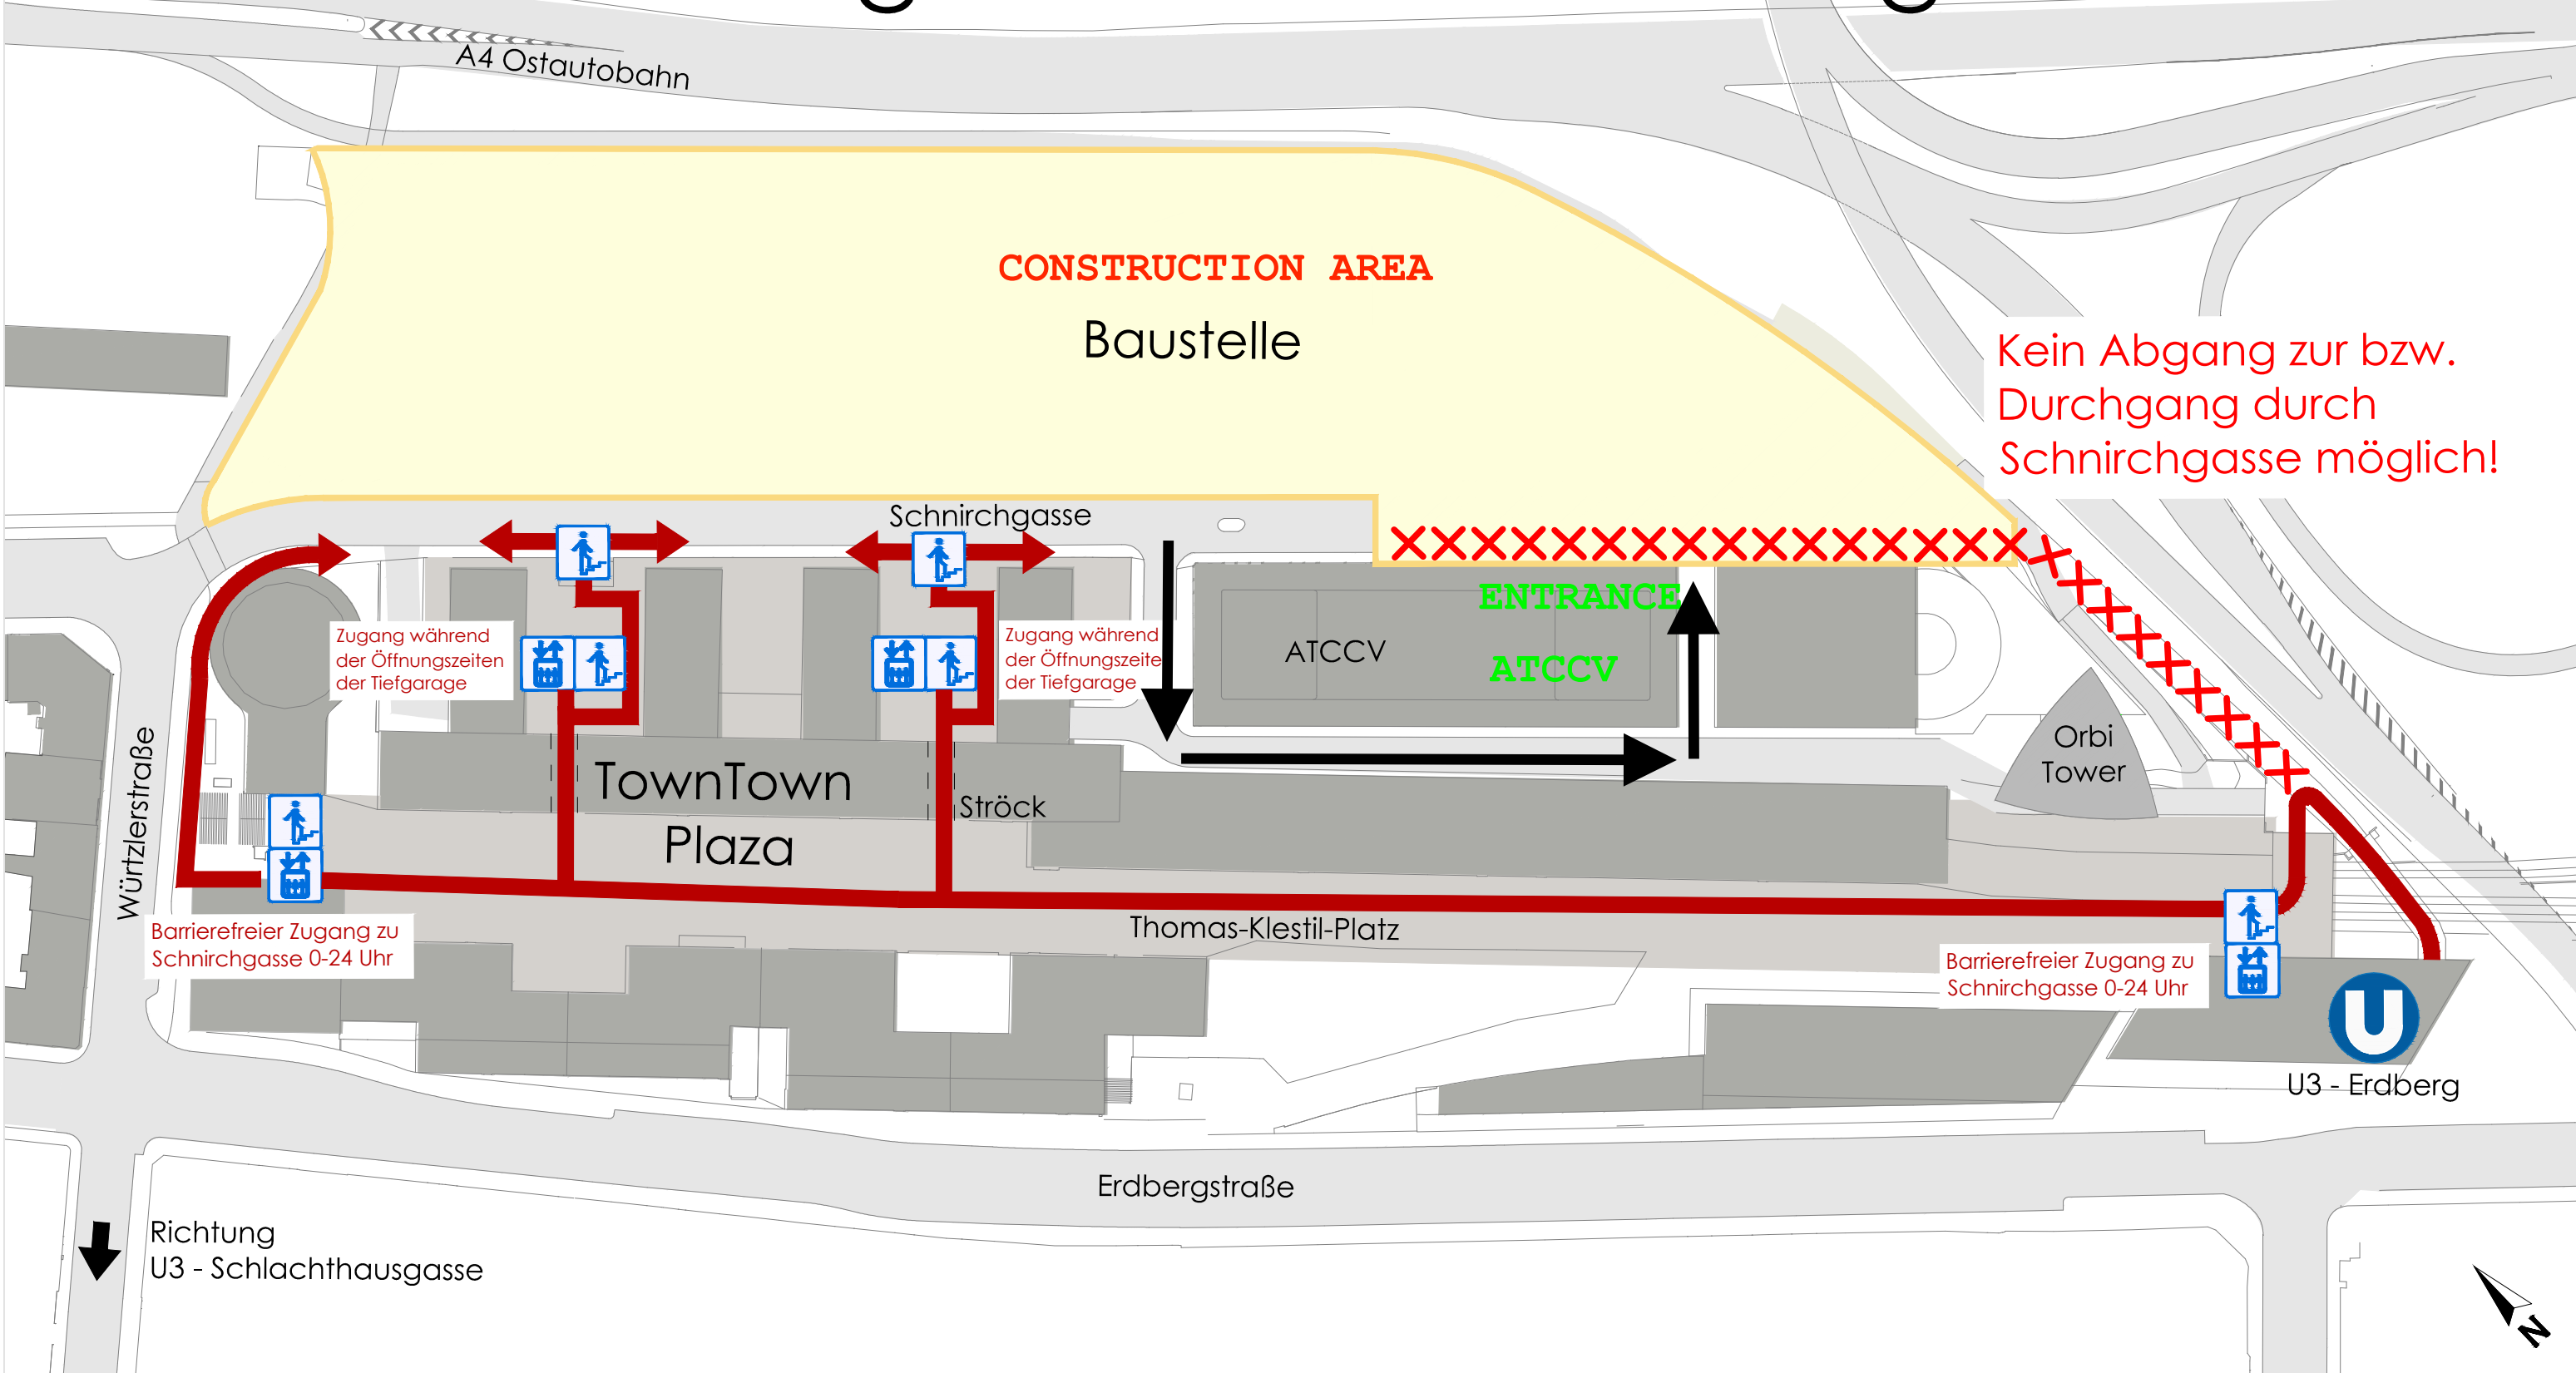 A4 Ostautobahn
CONSTRUCTION AREA
Baustelle
Kein Abgang zur bzw.
Durchgang durch
Schnirchgasse möglich!
Schnirchgasse
Zugang während
der Öffnungszeiten
der Tiefgarage
Zugang während
der Öffnungszeite
der Tiefgarage
ENTRANCE
ATCCV
ATCCV
Orbi
Tower
Würtzlerstraße
TownTown
Plaza
Ströck
Barrierefreier Zugang zu
Schnirchgasse 0-24 Uhr
Thomas-Klestil-Platz
Barrierefreier Zugang zu
Schnirchgasse 0-24 Uhr
U
U3 - Erdberg
Erdbergstraße
Richtung
U3 - Schlachthausgasse
N